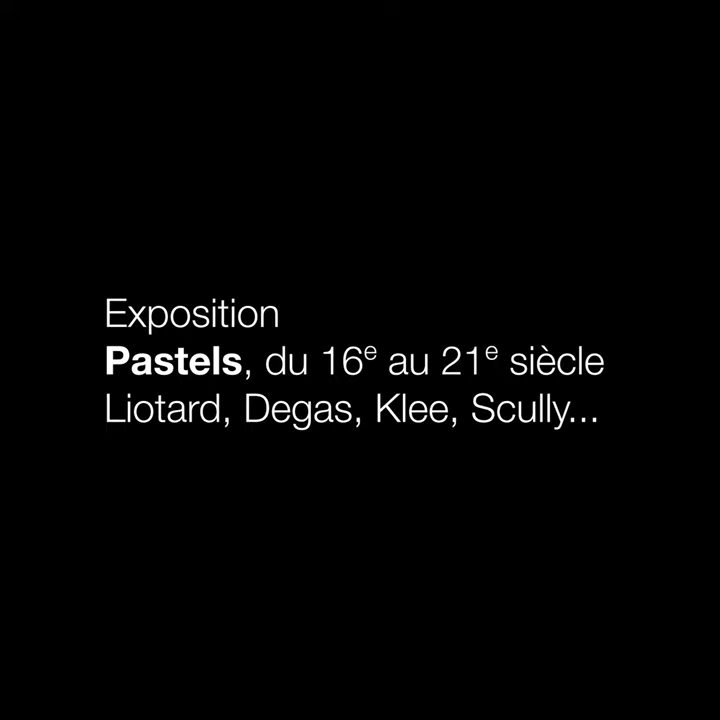 Exposition
Pastels, du 16e au 21e siècle
Liotard, Degas, Klee, Scully...